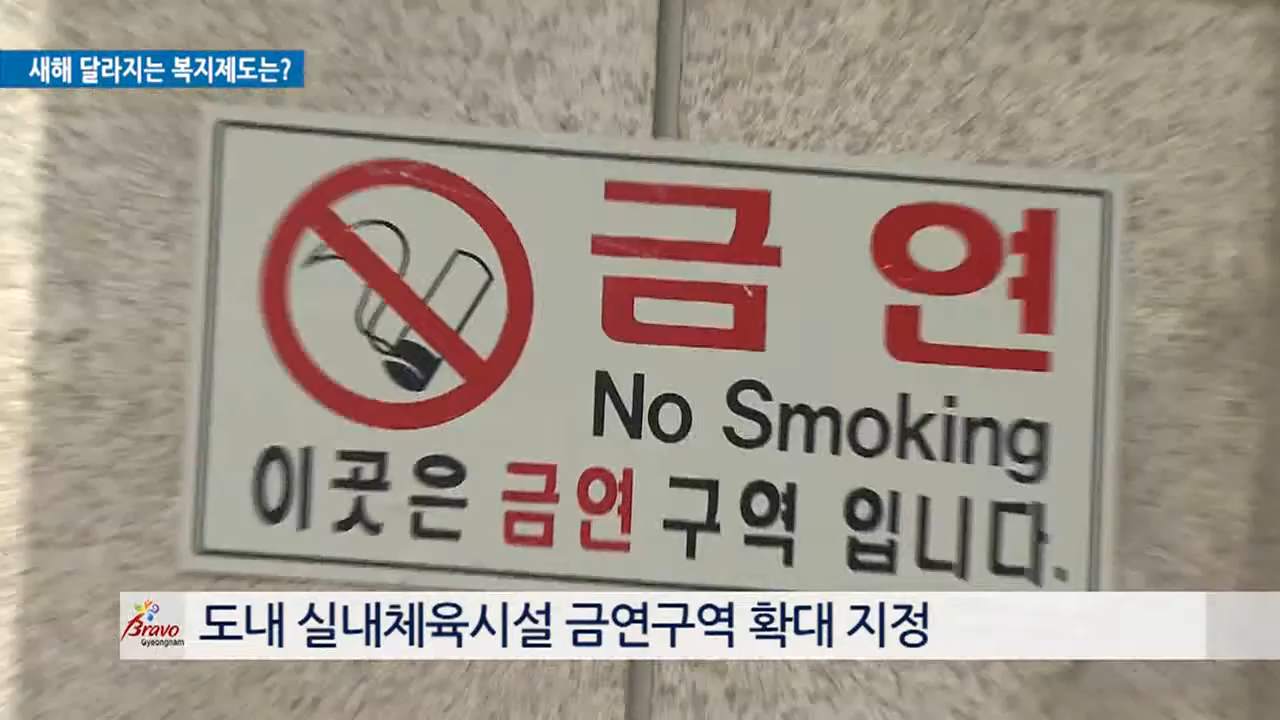 새해 달라지는 복지제도는?
금연
No Smoking
이곳은 금연 구역 입니다.
Bravo
Gyeongnam
도내 실내체육시설 금연구역 확대 지정